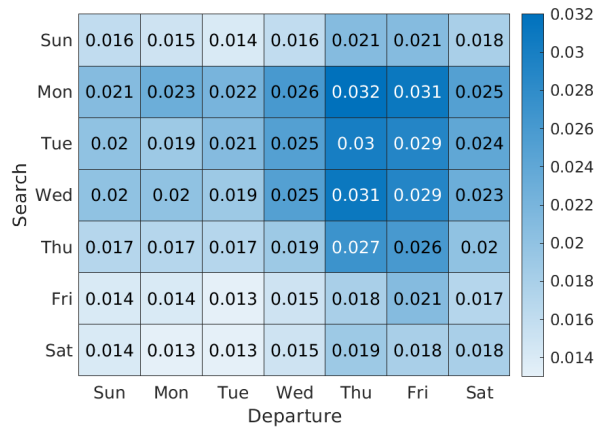 Search
Sun 0.016 0.015 0.014 0.016 0.021 0.021 0.018
Mon 0.021 0.023 0.022 0.026 0.032 0.031 0.025
Tue 0.02 0.019 0.021 0.025 0.03 0.029 0.024
Wed 0.02 0.02 0.019 0.025 0.031 0.029 0.023
Thu 0.017 0.017 0.017 0.019 0.027 0.026 0.02
Fri 0.014 0.014 0.013 0.015 0.018 0.021 0.017
Sat 0.014 0.013 0.013 0.015 0.019 0.018 0.018
Sun Mon Tue Wed Thu Fri Sat
Departure
0.032
0.03
0.028
0.026
0.024
0.022
0.02
0.018
0.016
0.014